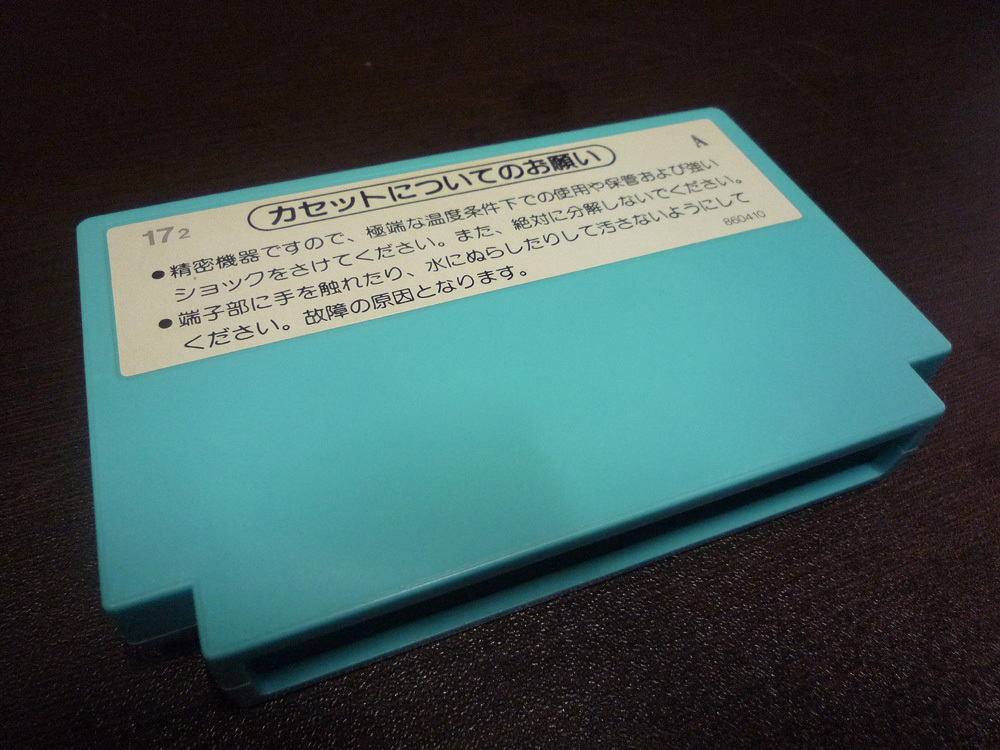 A
カセットについてのお願い
17 2
●精密機器ですので、極端な温度条件下での使用や保管および強い
ショックをさけてください。また、絶対に分解しないでください。
●端子部に手を触れたり、水にぬらしたりして汚さないようにして
ください。故障の原因となります。
860410